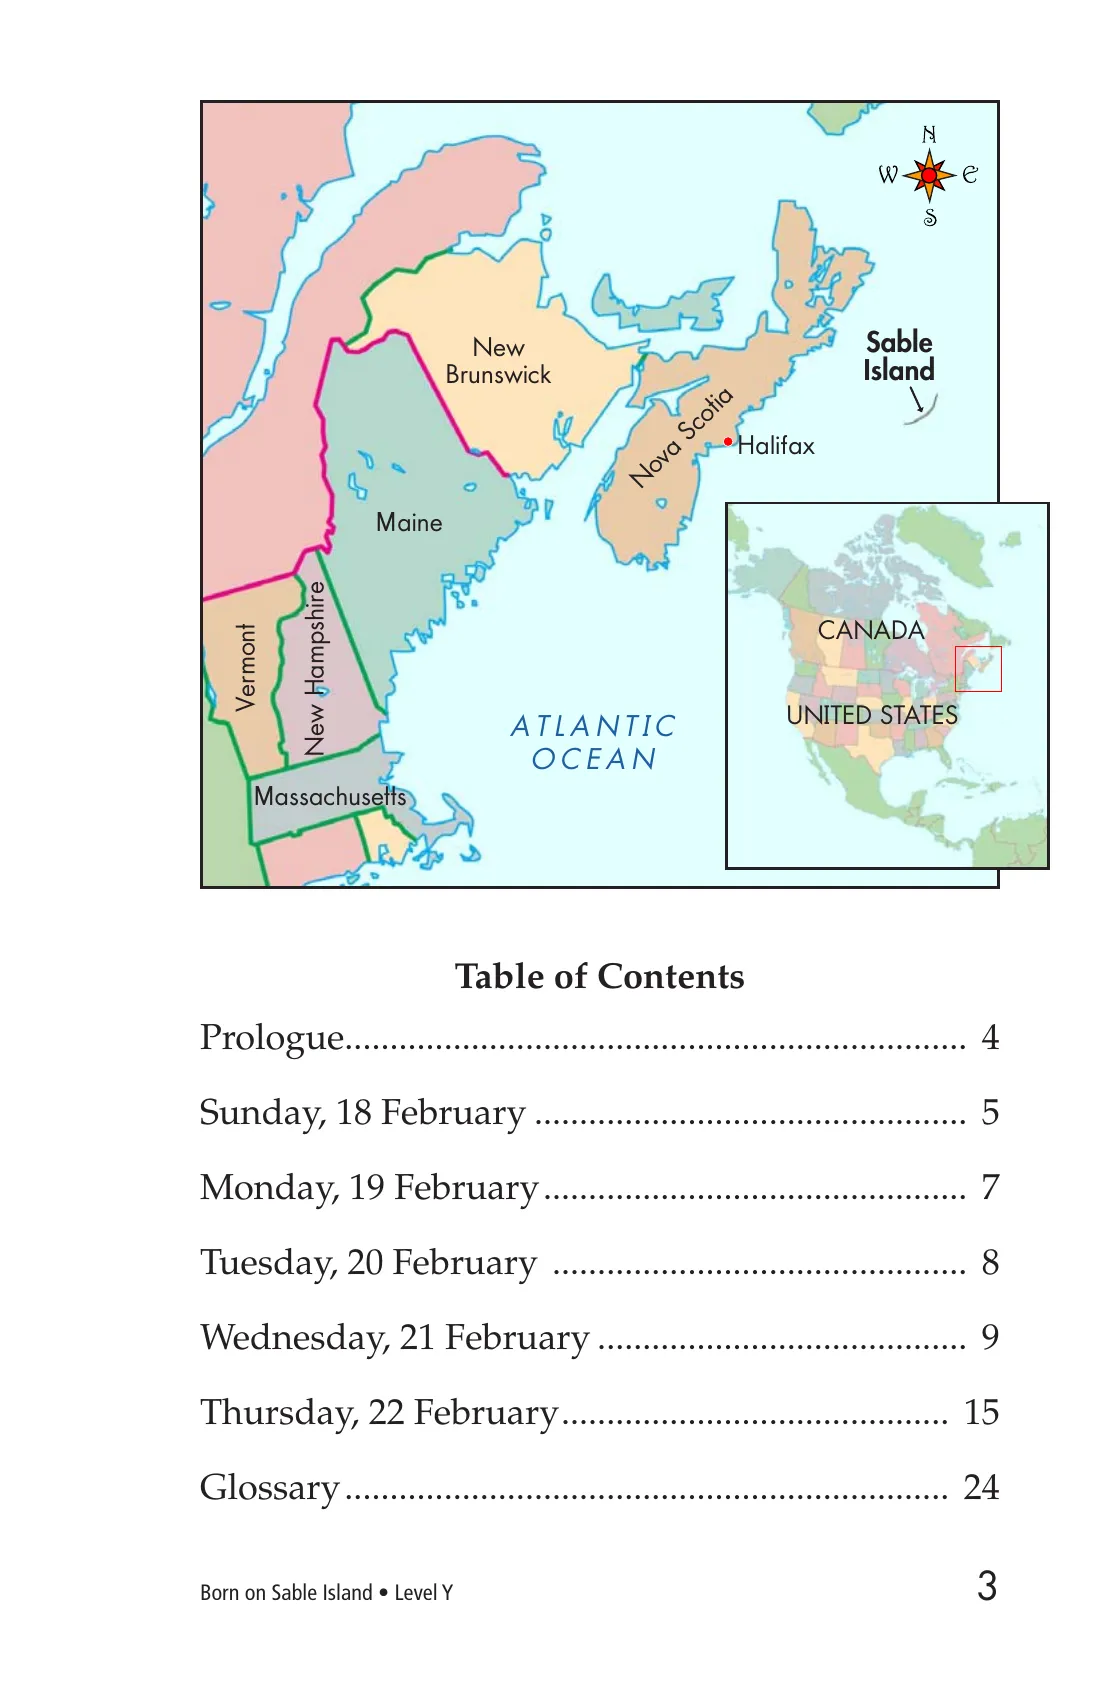 N
W E
S
Sable
Island
New
Brunswick
Nova Scotia
Halifax
Maine
CANADA
UNITED STATES
Vermont
New Hampshire
ATLANTIC
OCEAN
Massachusetts
Table of Contents
Prologue.................................................................... 4
Sunday, 18 February ................................................ 5
Monday, 19 February............................................... 7
Tuesday, 20 February .............................................. 8
Wednesday, 21 February ......................................... 9
Thursday, 22 February........................................... 15
Glossary................................................................... 24
Born on Sable Island • Level Y
3